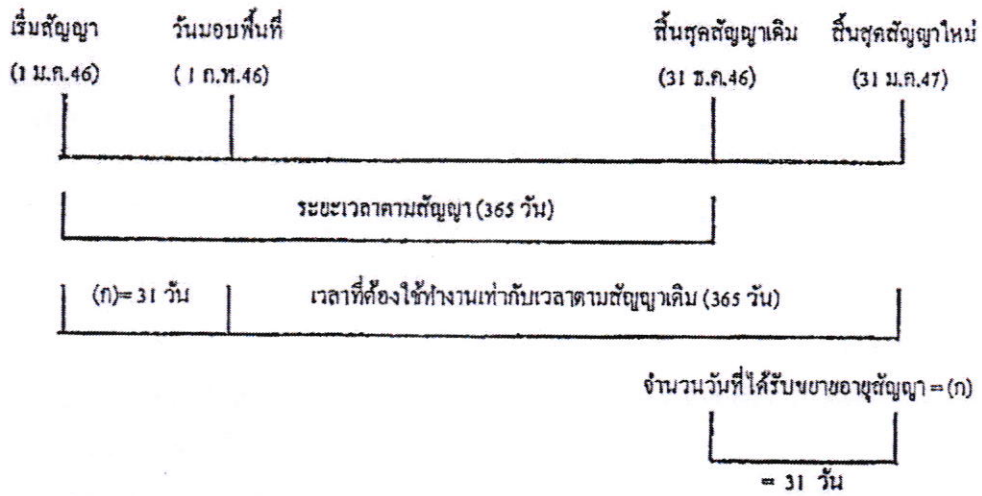 เริ่มสัญญา วันมอบพื้นที่ สิ้นสุดสัญญาเดิม สิ้นสุดสัญญาใหม่
(1 ม.ค.46) (1 ก.พ.46) (31 ธ.ค.46) (31 ม.ค.47)
ระยะเวลาตามสัญญา (365 วัน)
(ก)= 31 วัน เวลาที่ต้องใช้ทำงานเท่ากับเวลาตามสัญญาเดิม (365 วัน)
จำนวนวันที่ได้รับขยายอายุสัญญา = (ก)
= 31 วัน